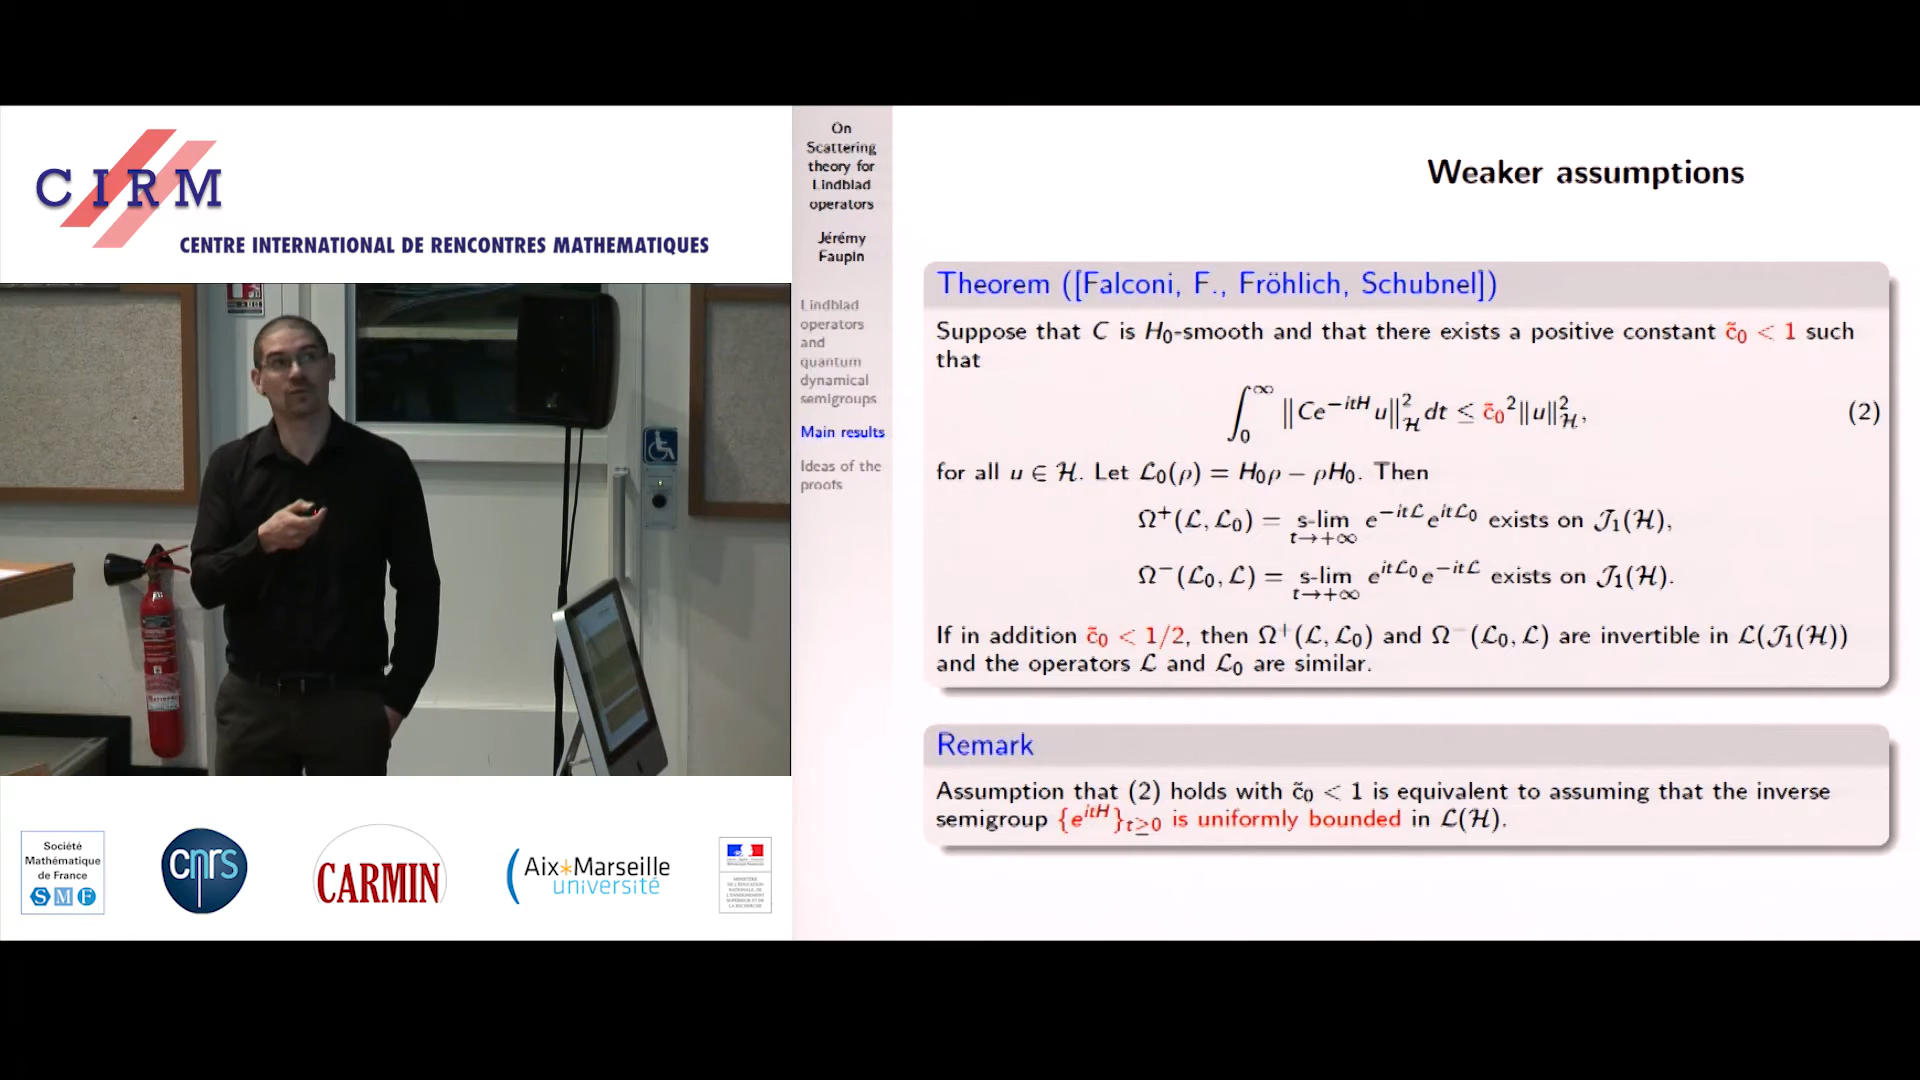 CIRM
CENTRE INTERNATIONAL DE RENCONTRES MATHEMATIQUES
Société
Mathématique
de France
SMF
cnrs
CARMIN
Aix*Marseille
université
On
Scattering
theory for
Lindblad
operators
Jérémy
Faupin
Lindblad
operators
and
quantum
dynamical
semigroups
Main results
Ideas of the
proofs
Weaker assumptions
Theorem ([Falconi, F., Fröhlich, Schubnel])
Suppose that C is H₀-smooth and that there exists a positive constant c̃₀ < 1 such
that
∫₀^∞ ‖Ce^{-itH}u‖²_ℋ dt ≤ c̃₀²‖u‖²_ℋ, (2)
for all u ∈ ℋ. Let ℒ₀(ρ) = H₀ρ − ρH₀. Then
Ω⁺(ℒ, ℒ₀) = s-lim_{t→+∞} e^{-itℒ}e^{itℒ₀} exists on 𝒥₁(ℋ),
Ω⁻(ℒ₀, ℒ) = s-lim_{t→+∞} e^{itℒ₀}e^{-itℒ} exists on 𝒥₁(ℋ).
If in addition c̃₀ < 1/2, then Ω⁺(ℒ, ℒ₀) and Ω⁻(ℒ₀, ℒ) are invertible in ℒ(𝒥₁(ℋ))
and the operators ℒ and ℒ₀ are similar.
Remark
Assumption that (2) holds with c̃₀ < 1 is equivalent to assuming that the inverse
semigroup {e^{itH}}_{t≥0} is uniformly bounded in ℒ(ℋ).